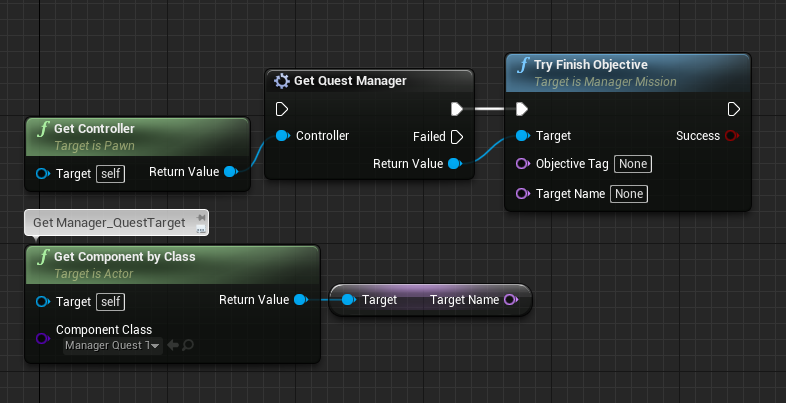 Get Controller
Target is Pawn
Target
self
Return Value
Get Quest Manager
Controller
Failed
Return Value
Try Finish Objective
Target is Manager Mission
Target
Success
Objective Tag
None
Target Name
None
Get Manager_QuestTarget
Get Component by Class
Target is Actor
Target
self
Return Value
Component Class
Manager Quest T
Target
Target Name